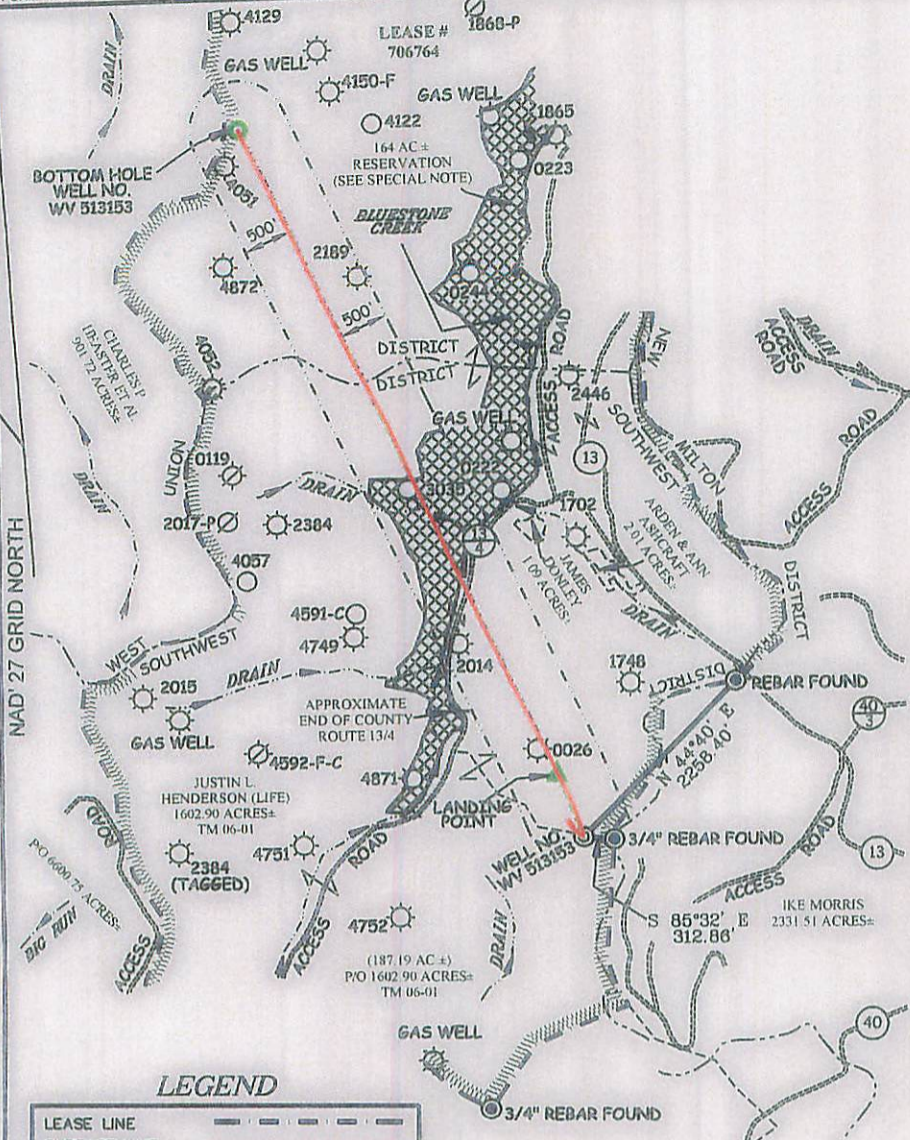 4129
1868-P
LEASE #
706764
DRAIN
GAS WELL
4150-F
GAS WELL
1865
4122
164 AC ±
RESERVATION
(SEE SPECIAL NOTE)
0223
BOTTOM HOLE
WELL NO.
WV 513153
4051
BLUESTONE
CREEK
500'
2189
4872
0244
500'
DISTRICT
DISTRICT
ROAD
ACCESS
NEW
MILTON
DISTRICT
SOUTHWEST
ACCESS
ROAD
DRAIN
ROAD
ACCESS
CHARLES P
901.72 ACRES±
4052
2446
GAS WELL
13
UNION
0119
0222
3035
DRAIN
DRAIN
2017-P
2384
1702
13
4
ARDEN & ANN
ASHCRAFT
2.01 ACRES±
JAMES
DONLEY
1.09 ACRES±
DRAIN
4057
NAD' 27 GRID NORTH
4591-C
4749
WEST
SOUTHWEST
2014
1748
DISTRICT
REBAR FOUND
2015
DRAIN
GAS WELL
APPROXIMATE
END OF COUNTY
ROUTE 13/4
40
3
N 44°40' E
2258.40'
4592-F-C
0026
JUSTIN L.
HENDERSON (LIFE)
1602.90 ACRES±
TM 06-01
4871
LANDING
POINT
ROAD
ACCESS
P/O 6600.75 ACRES±
BIG RUN
2384
(TAGGED)
4751
ROAD
ACCESS
WELL NO.
WV 513153
3/4" REBAR FOUND
ROAD
ACCESS
13
4752
DRAIN
S 85°32' E
312.86'
IKE MORRIS
2331.51 ACRES±
(187.19 AC ±)
P/O 1602.90 ACRES±
TM 06-01
40
GAS WELL
3/4" REBAR FOUND
LEGEND
LEASE LINE